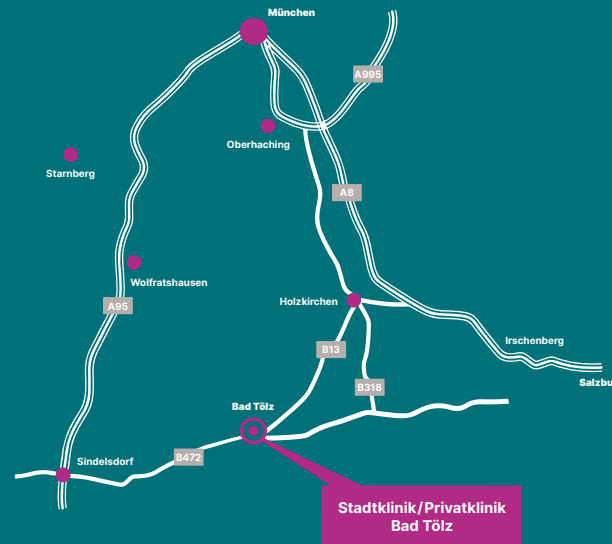 München
A995
Oberhaching
Starnberg
A8
Wolfratshausen
Holzkirchen
A95
Irschenberg
B13
Salzbu
B318
Bad Tölz
B472
Sindelsdorf
Stadtklinik/Privatklinik
Bad Tölz